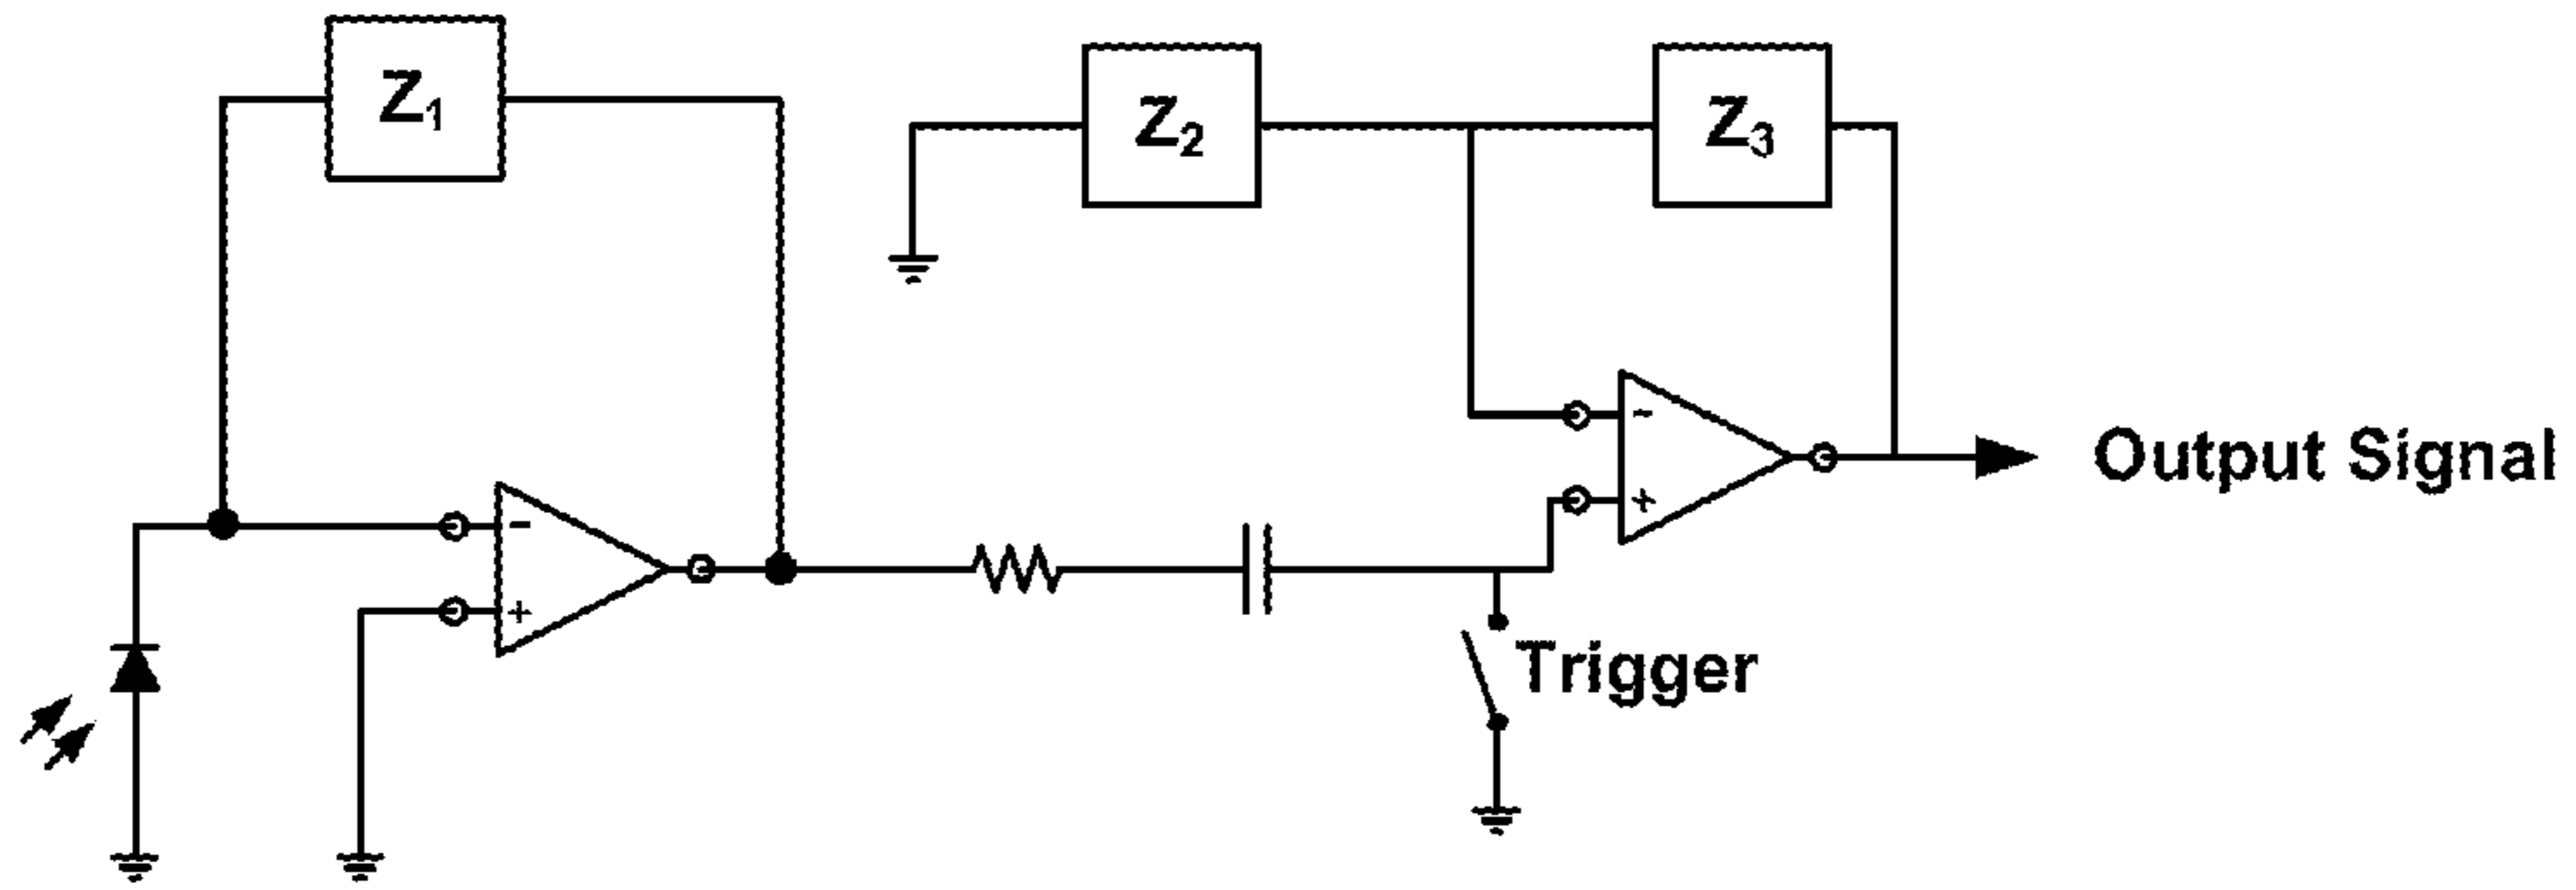 Z1
Z2
Z3
-
+
-
+
Output Signal
Trigger